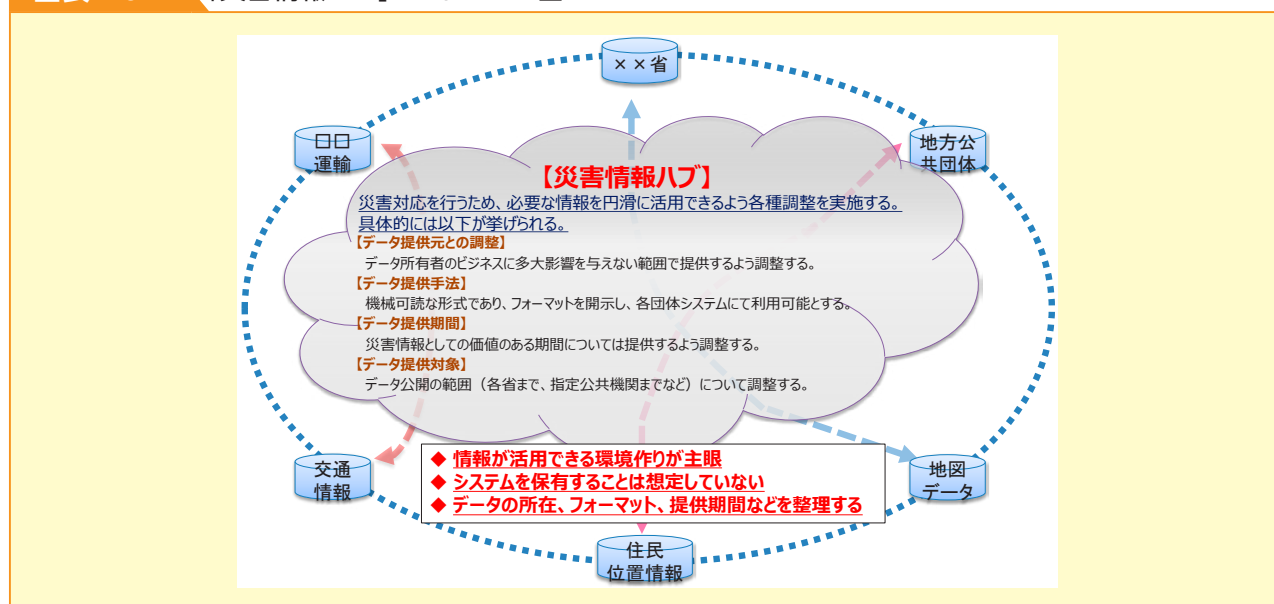 ××省
□□
運輸
地方公
共団体
【災害情報ハブ】
災害対応を行うため、必要な情報を円滑に活用できるよう各種調整を実施する。
具体的には以下が挙げられる。
【データ提供元との調整】
データ所有者のビジネスに多大影響を与えない範囲で提供するよう調整する。
【データ提供手法】
機械可読な形式であり、フォーマットを開示し、各団体システムにて利用可能とする。
【データ提供期間】
災害情報としての価値のある期間については提供するよう調整する。
【データ提供対象】
データ公開の範囲（各省まで、指定公共機関までなど）について調整する。
◆ 情報が活用できる環境作りが主眼
◆ システムを保有することは想定していない
◆ データの所在、フォーマット、提供期間などを整理する
交通
情報
地図
データ
住民
位置情報